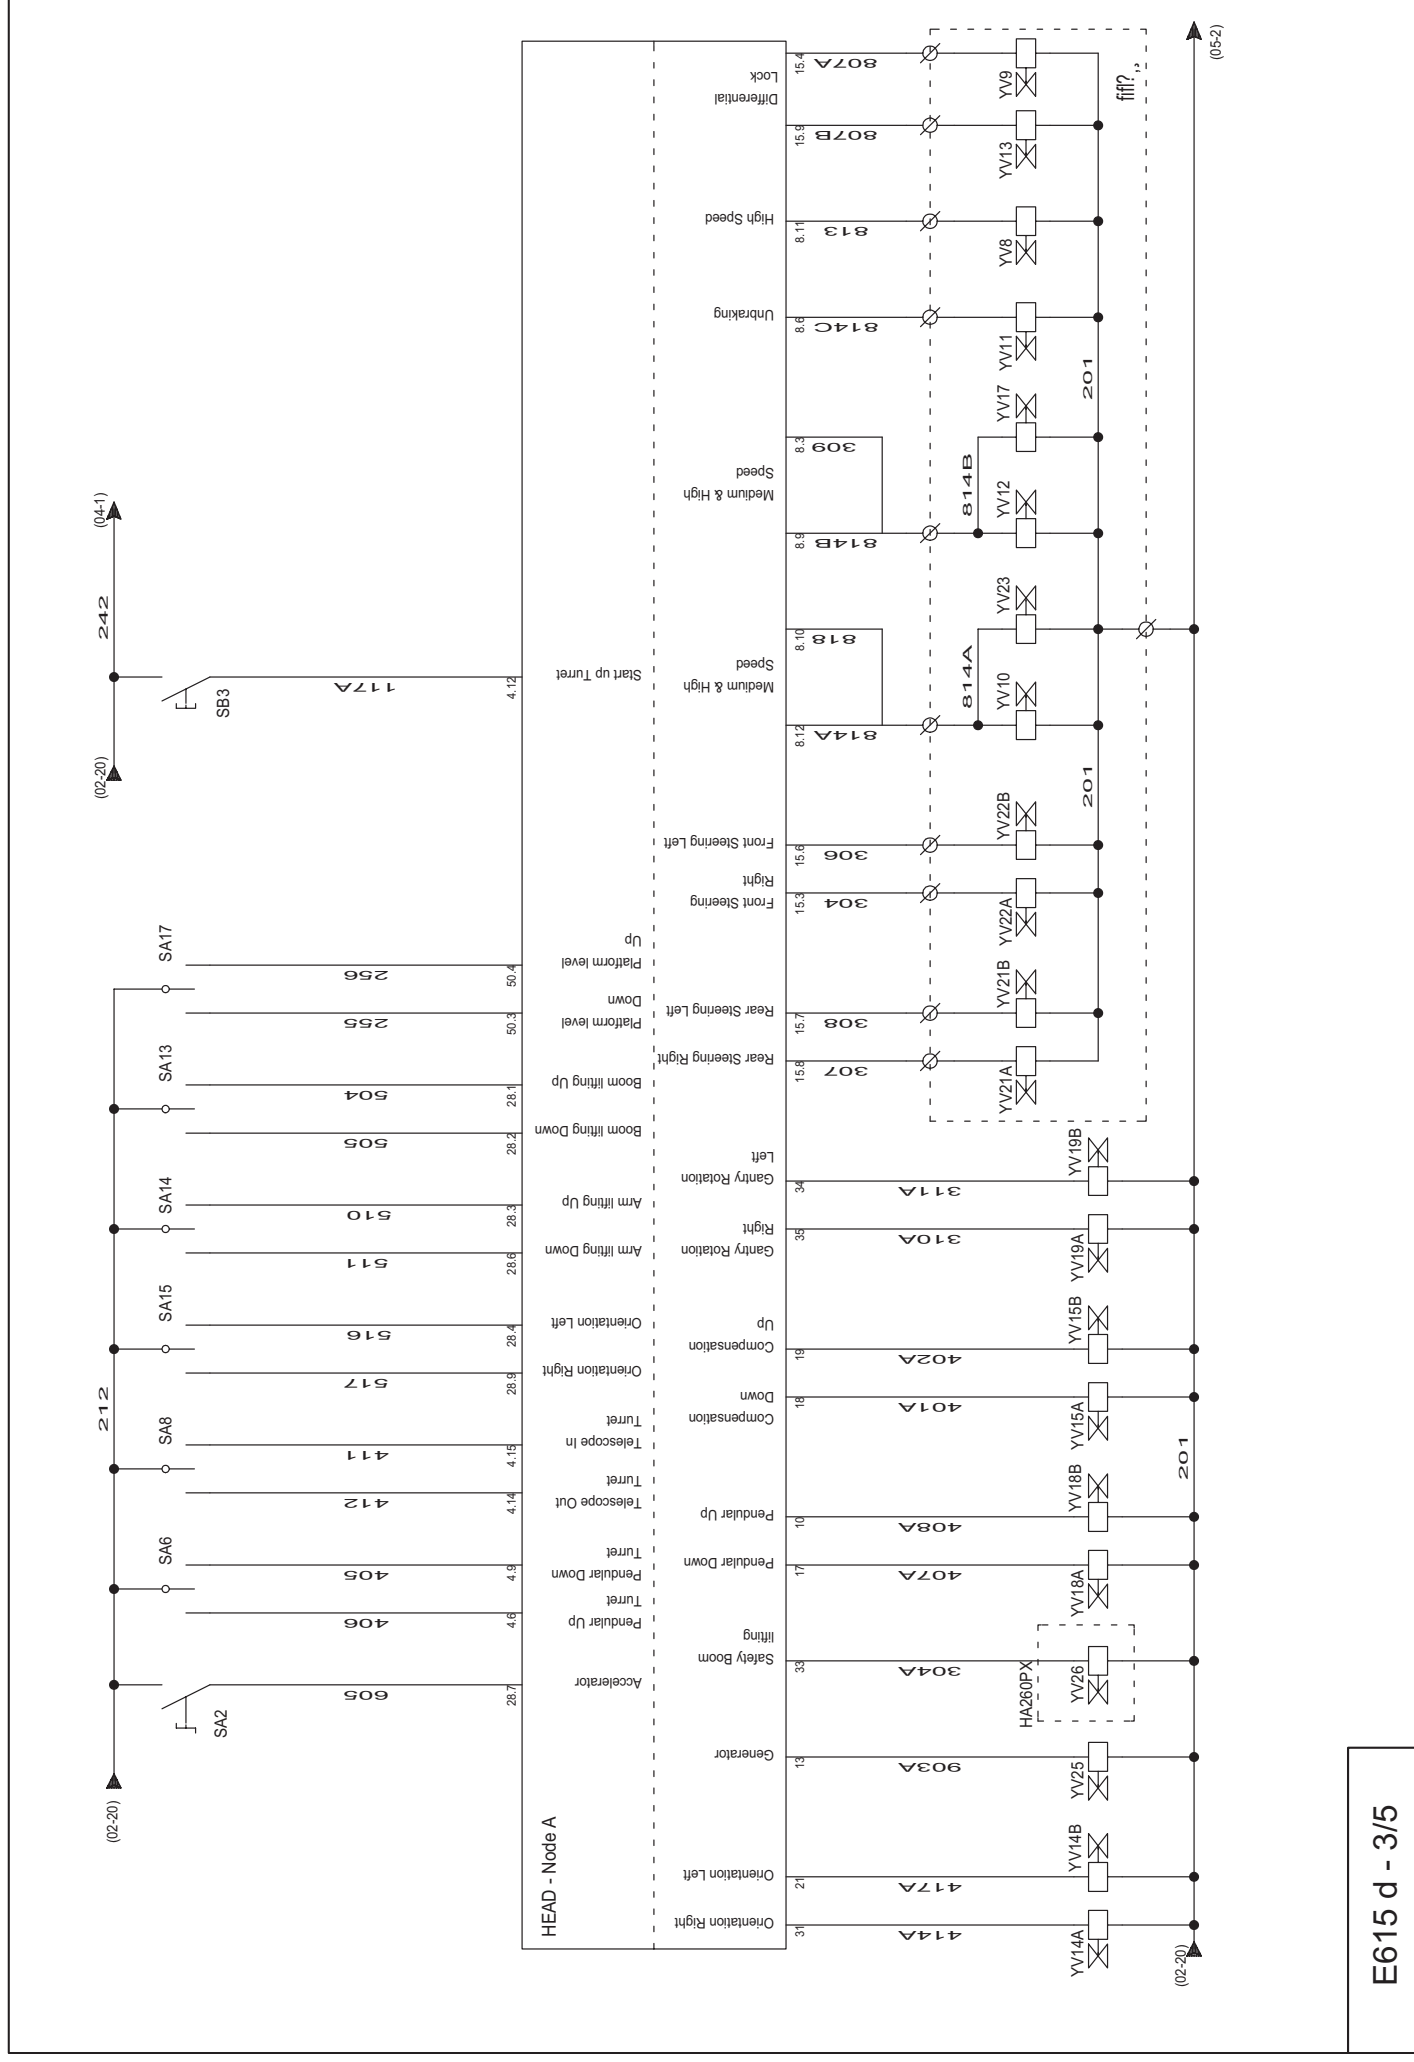 (02-20)
212
(02-20)
242
(04-1)
SA2
SA6
SA8
SA15
SA14
SA13
SA17
SB3
605
406
405
412
411
517
516
511
510
505
504
255
256
117A
28.7
4.6
4.9
4.14
4.15
28.9
28.4
28.6
28.3
28.2
28.1
50.3
50.4
4.12
HEAD - Node A
Accelerator
Pendular Up
Turret
Pendular Down
Turret
Telescope Out
Turret
Telescope In
Turret
Orientation Right
Orientation Left
Arm lifting Down
Arm lifting Up
Boom lifting Down
Boom lifting Up
Platform level
Down
Platform level
Up
Start up Turret
Orientation Right
Orientation Left
Generator
Safety Boom
lifting
Pendular Down
Pendular Up
Compensation
Down
Compensation
Up
Gantry Rotation
Right
Gantry Rotation
Left
Rear Steering Right
Rear Steering Left
Front Steering
Right
Front Steering Left
Medium & High
Speed
Medium & High
Speed
Unbraking
High Speed
Differential
Lock
31
21
13
33
17
10
18
19
35
34
15.8
15.7
15.3
15.6
8.12
8.10
8.9
8.3
8.6
8.11
15.9
15.4
414A
417A
903A
304A
407A
408A
401A
402A
310A
311A
307
308
304
306
814A
818
814B
309
814C
813
807B
807A
814A
814B
HA260PX
YV14A
YV14B
YV25
YV26
YV18A
YV18B
YV15A
YV15B
YV19A
YV19B
YV21A
YV21B
YV22A
YV22B
YV10
YV23
YV12
YV17
YV11
YV8
YV13
YV9
201
201
fifl?,,
(02-20)
201
(05-2)
E615 d - 3/5